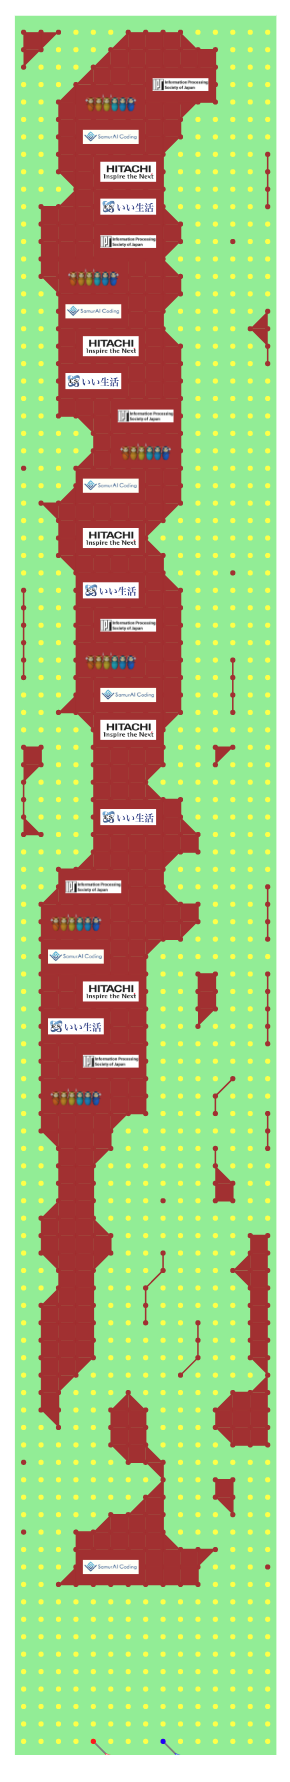 Information Processing
Society of Japan
SamurAI Coding
HITACHI
Inspire the Next
いい生活
Information Processing
Society of Japan
SamurAI Coding
HITACHI
Inspire the Next
いい生活
Information Processing
Society of Japan
SamurAI Coding
HITACHI
Inspire the Next
いい生活
Information Processing
Society of Japan
SamurAI Coding
HITACHI
Inspire the Next
いい生活
Information Processing
Society of Japan
SamurAI Coding
HITACHI
Inspire the Next
いい生活
Information Processing
Society of Japan
SamurAI Coding